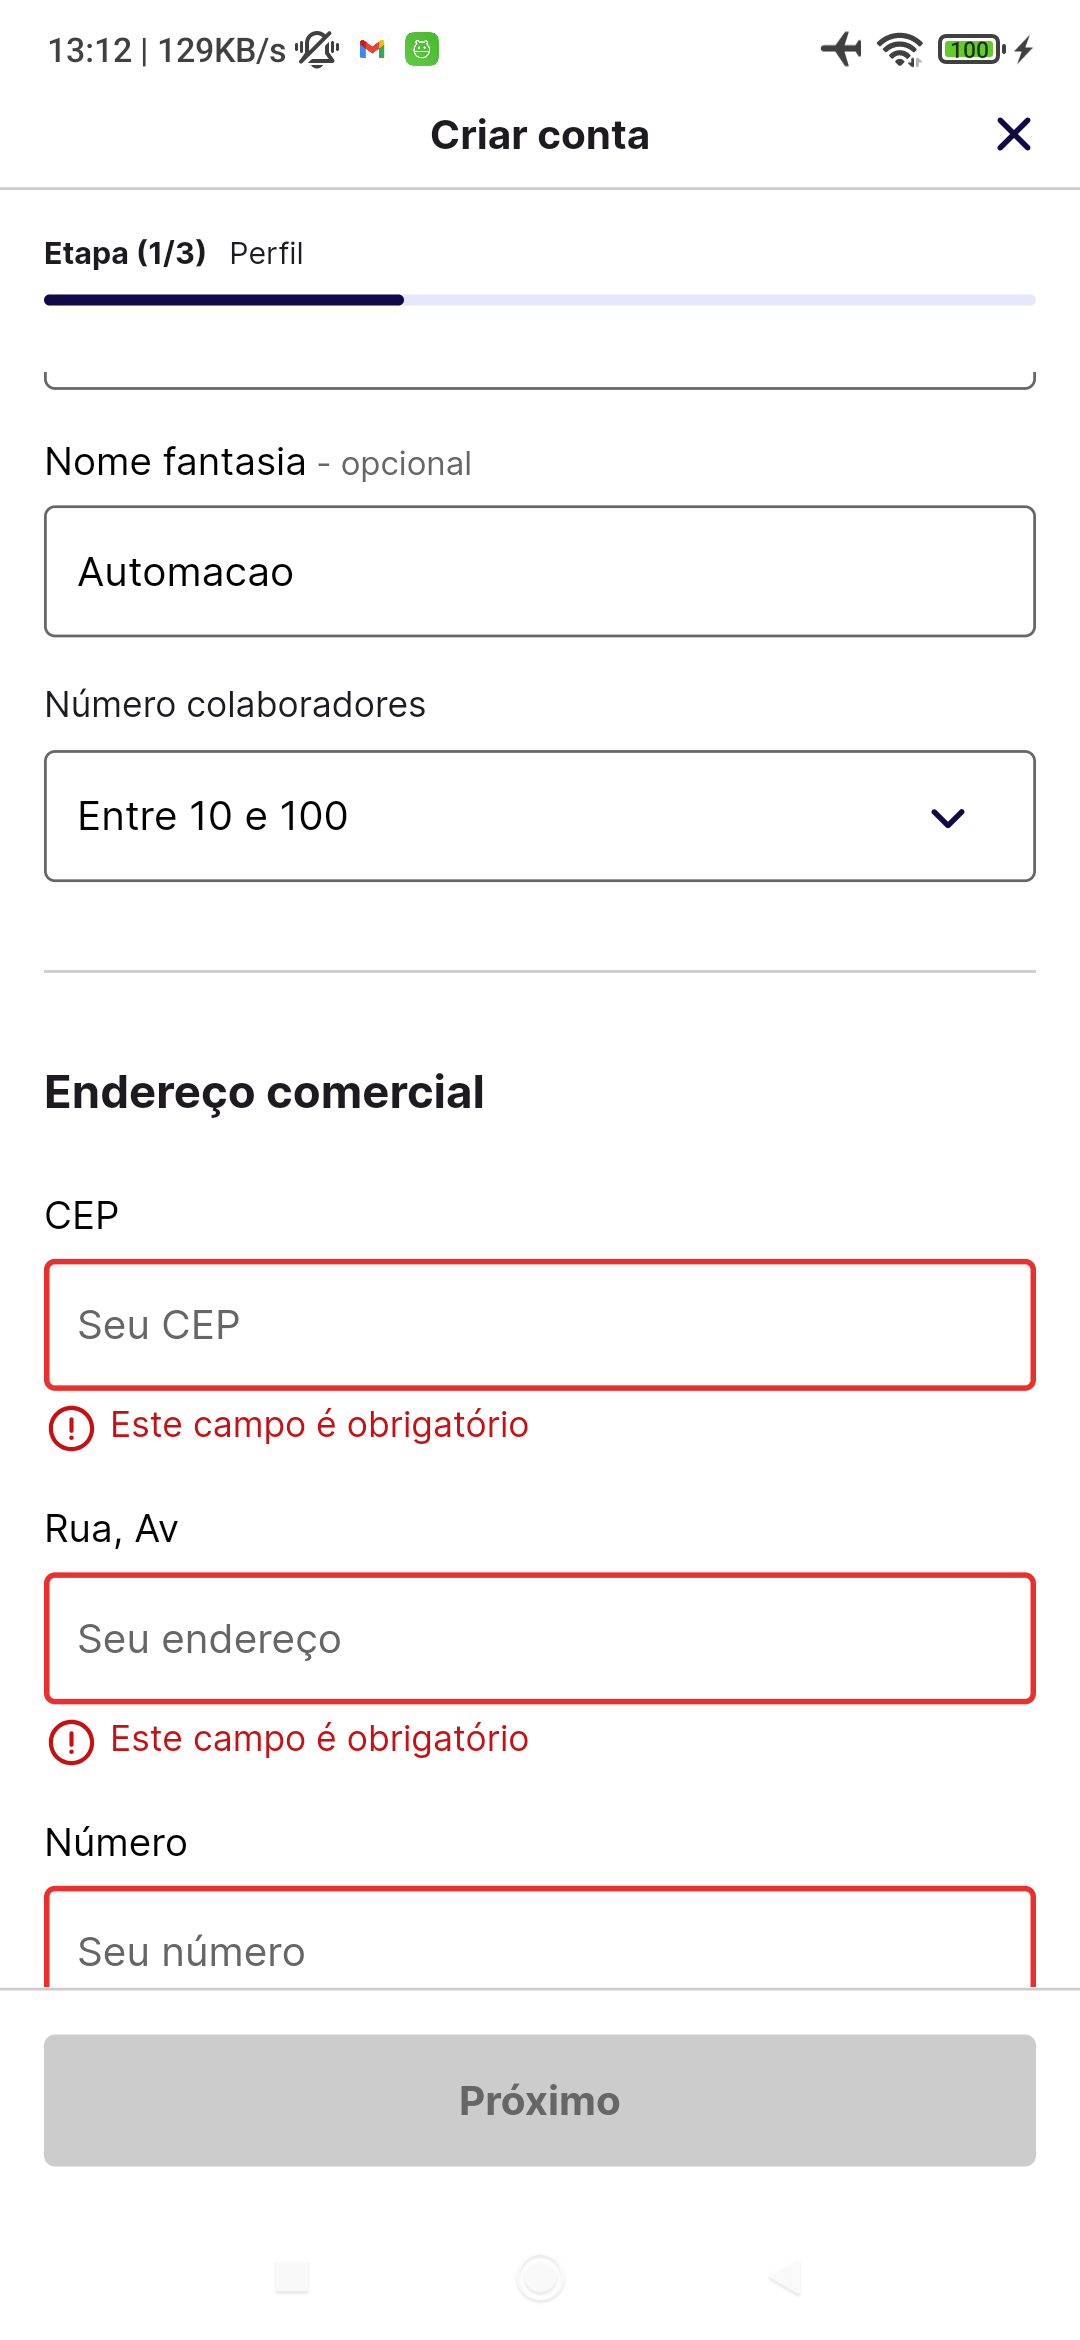 13:12 | 129KB/s
100
Criar conta
Etapa (1/3) Perfil
Nome fantasia - opcional
Automacao
Número colaboradores
Entre 10 e 100
Endereço comercial
CEP
Seu CEP
Este campo é obrigatório
Rua, Av
Seu endereço
Este campo é obrigatório
Número
Seu número
Próximo